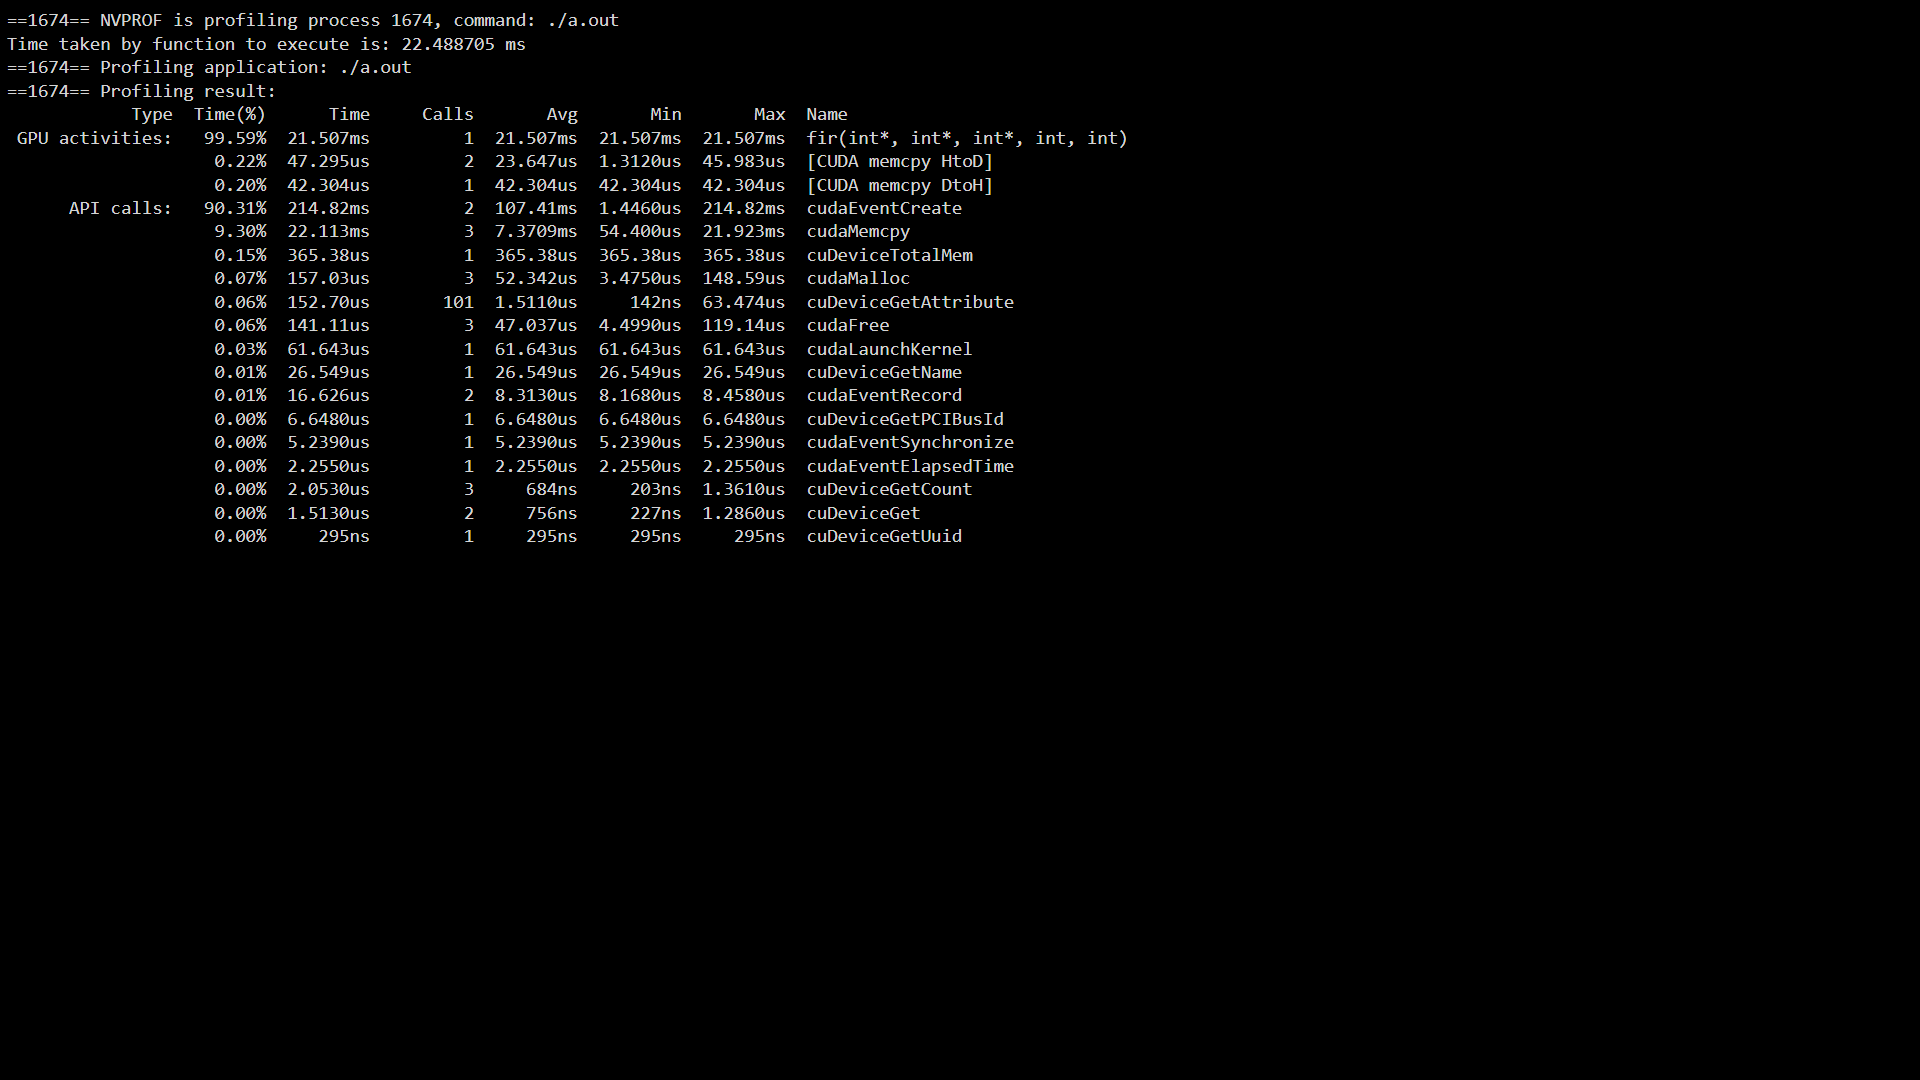 ==1674== NVPROF is profiling process 1674, command: ./a.out
Time taken by function to execute is: 22.488705 ms
==1674== Profiling application: ./a.out
==1674== Profiling result:
            Type  Time(%)      Time     Calls       Avg       Min       Max  Name
 GPU activities:   99.59%  21.507ms         1  21.507ms  21.507ms  21.507ms  fir(int*, int*, int*, int, int)
                    0.22%  47.295us         2  23.647us  1.3120us  45.983us  [CUDA memcpy HtoD]
                    0.20%  42.304us         1  42.304us  42.304us  42.304us  [CUDA memcpy DtoH]
      API calls:   90.31%  214.82ms         2  107.41ms  1.4460us  214.82ms  cudaEventCreate
                    9.30%  22.113ms         3  7.3709ms  54.400us  21.923ms  cudaMemcpy
                    0.15%  365.38us         1  365.38us  365.38us  365.38us  cuDeviceTotalMem
                    0.07%  157.03us         3  52.342us  3.4750us  148.59us  cudaMalloc
                    0.06%  152.70us       101  1.5110us     142ns  63.474us  cuDeviceGetAttribute
                    0.06%  141.11us         3  47.037us  4.4990us  119.14us  cudaFree
                    0.03%  61.643us         1  61.643us  61.643us  61.643us  cudaLaunchKernel
                    0.01%  26.549us         1  26.549us  26.549us  26.549us  cuDeviceGetName
                    0.01%  16.626us         2  8.3130us  8.1680us  8.4580us  cudaEventRecord
                    0.00%  6.6480us         1  6.6480us  6.6480us  6.6480us  cuDeviceGetPCIBusId
                    0.00%  5.2390us         1  5.2390us  5.2390us  5.2390us  cudaEventSynchronize
                    0.00%  2.2550us         1  2.2550us  2.2550us  2.2550us  cudaEventElapsedTime
                    0.00%  2.0530us         3     684ns     203ns  1.3610us  cuDeviceGetCount
                    0.00%  1.5130us         2     756ns     227ns  1.2860us  cuDeviceGet
                    0.00%     295ns         1     295ns     295ns     295ns  cuDeviceGetUuid